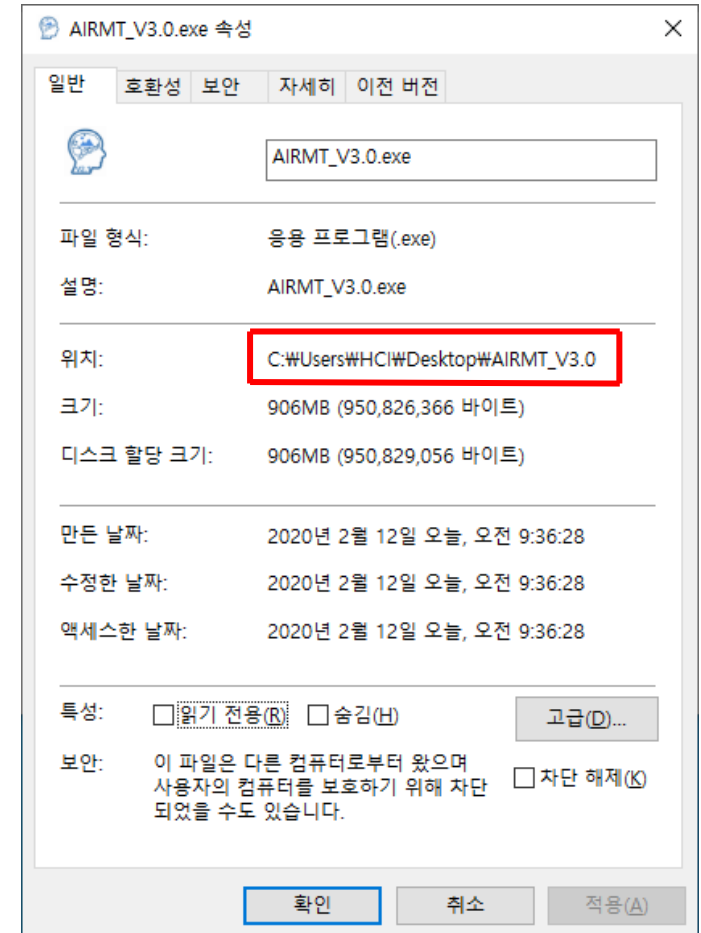 AIRMT_V3.0.exe 속성
일반 호환성 보안 자세히 이전 버전
AIRMT_V3.0.exe
파일 형식: 응용 프로그램(.exe)
설명: AIRMT_V3.0.exe
위치: C:₩Users₩HCI₩Desktop₩AIRMT_V3.0
크기: 906MB (950,826,366 바이트)
디스크 할당 크기: 906MB (950,829,056 바이트)
만든 날짜: 2020년 2월 12일 오늘, 오전 9:36:28
수정한 날짜: 2020년 2월 12일 오늘, 오전 9:36:28
액세스한 날짜: 2020년 2월 12일 오늘, 오전 9:36:28
특성: 읽기 전용(R) 숨김(H) 고급(D)...
보안: 이 파일은 다른 컴퓨터로부터 왔으며
사용자의 컴퓨터를 보호하기 위해 차단 차단 해제(K)
되었을 수도 있습니다.
확인 취소 적용(A)